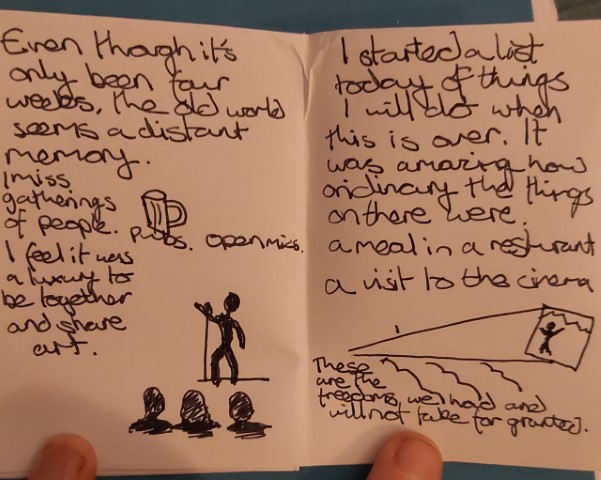 Even though it's
only been four
weeks, the old world
seems a distant
memory.
I miss
gatherings
of people.
pubs. open mics.
I feel it was
a luxury to
be together
and share
art.
I started a list
today of things
I will do when
this is over. It
was amazing how
ordinary the things
on there were.
a meal in a resturant
a visit to the cinema
These
are the
freedoms we had and
will not take for granted.